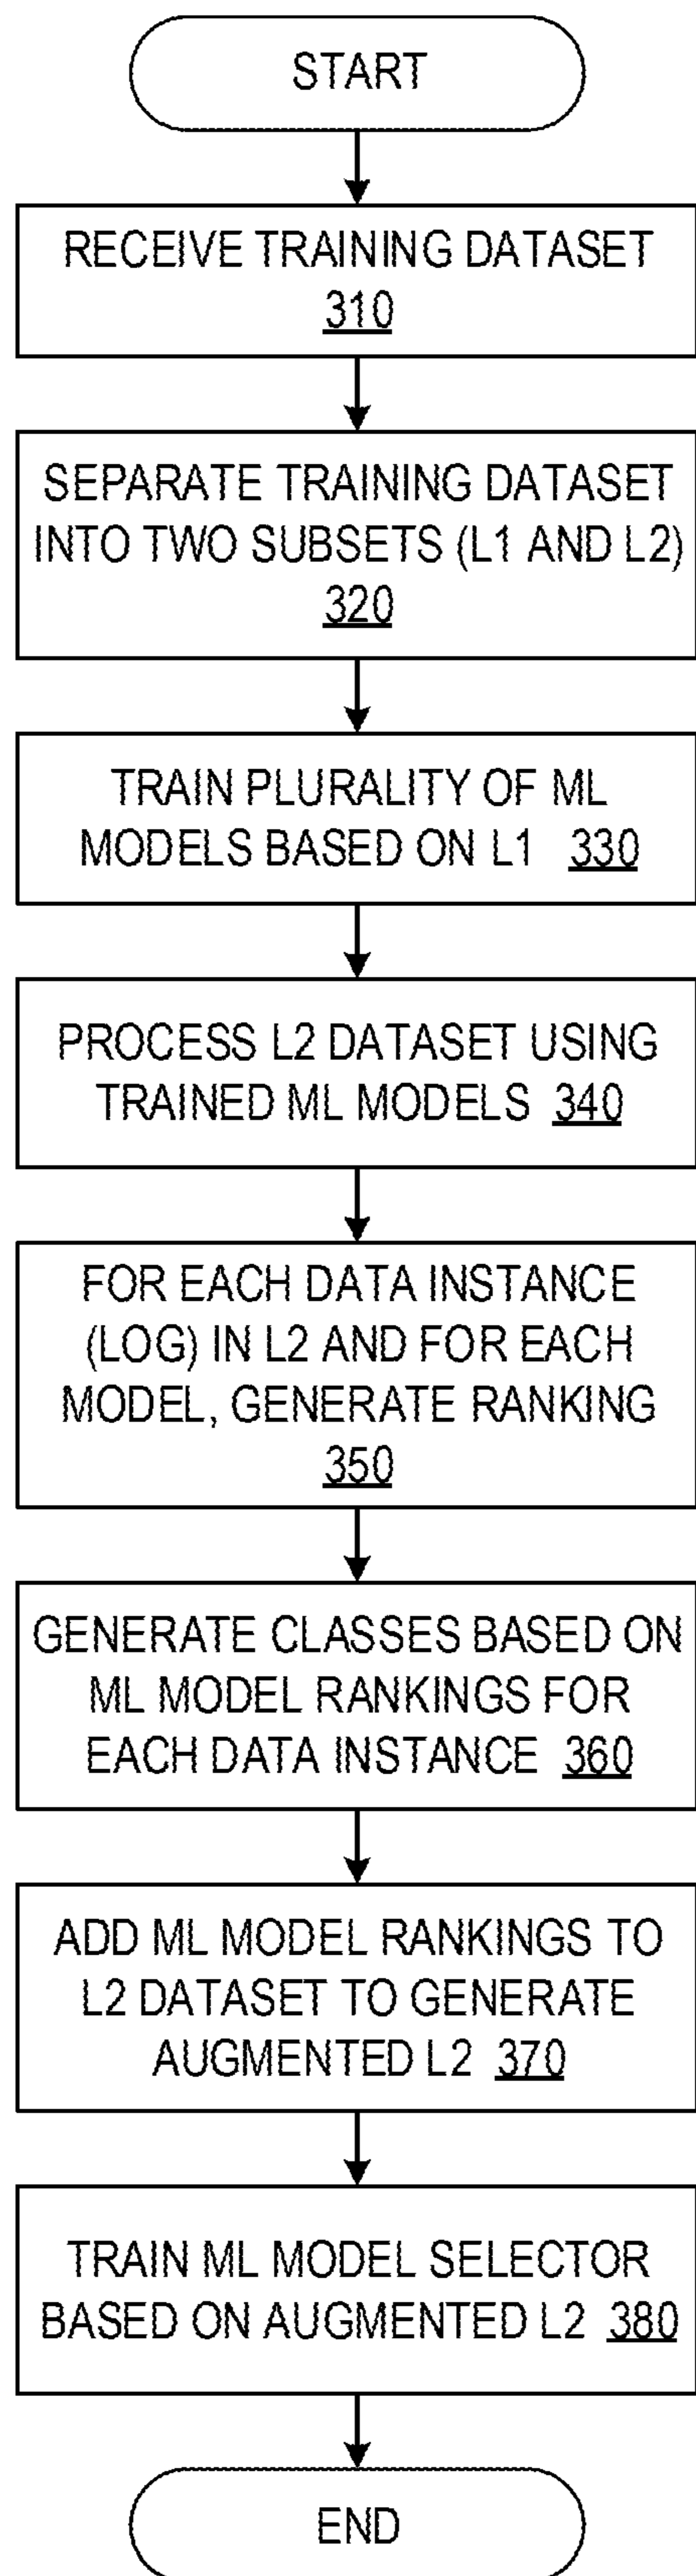 START
RECEIVE TRAINING DATASET
310
SEPARATE TRAINING DATASET
INTO TWO SUBSETS (L1 AND L2)
320
TRAIN PLURALITY OF ML
MODELS BASED ON L1 330
PROCESS L2 DATASET USING
TRAINED ML MODELS 340
FOR EACH DATA INSTANCE
(LOG) IN L2 AND FOR EACH
MODEL, GENERATE RANKING
350
GENERATE CLASSES BASED ON
ML MODEL RANKINGS FOR
EACH DATA INSTANCE 360
ADD ML MODEL RANKINGS TO
L2 DATASET TO GENERATE
AUGMENTED L2 370
TRAIN ML MODEL SELECTOR
BASED ON AUGMENTED L2 380
END